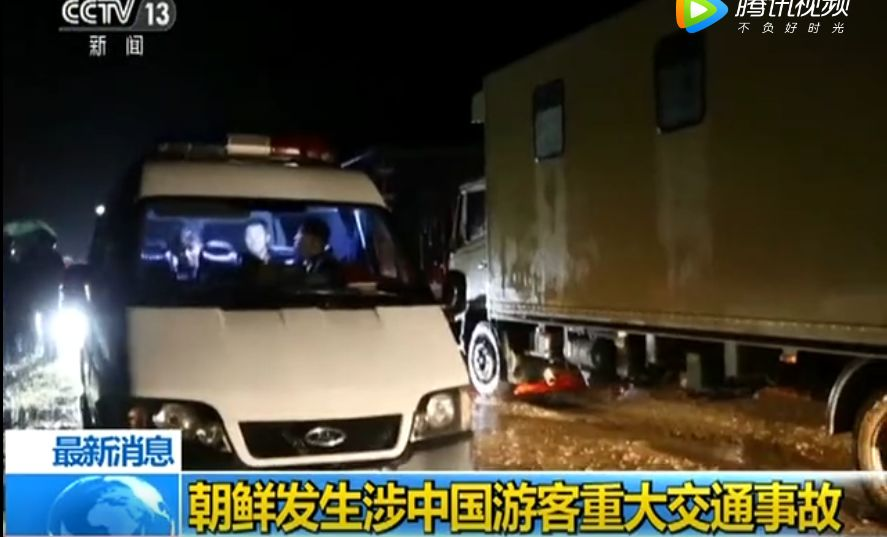 CCTV 13
新闻
腾讯视频
不负好时光
最新消息
朝鲜发生涉中国游客重大交通事故